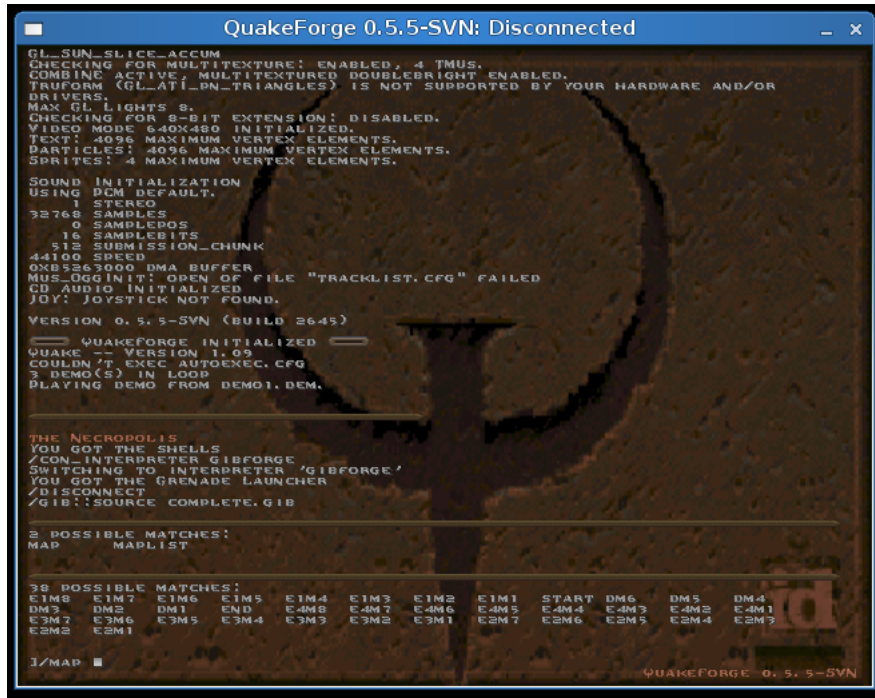 QuakeForge 0.5.5-SVN: Disconnected
GL_SUN_SLICE_ACCUM
CHECKING FOR MULTITEXTURE: ENABLED, 4 TMUS.
COMBINE ACTIVE, MULTITEXTURED DOUBLEBRIGHT ENABLED.
TRUFORM (GL_ATI_PN_TRIANGLES) IS NOT SUPPORTED BY YOUR HARDWARE AND/OR
DRIVERS.
MAX GL LIGHTS 8.
CHECKING FOR 8-BIT EXTENSION: DISABLED.
VIDEO MODE 640X480 INITIALIZED.
TEXT: 4096 MAXIMUM VERTEX ELEMENTS.
PARTICLES: 4096 MAXIMUM VERTEX ELEMENTS.
SPRITES: 4 MAXIMUM VERTEX ELEMENTS.
SOUND INITIALIZATION
USING PCM DEFAULT.
1 STEREO
32768 SAMPLES
0 SAMPLEPOS
16 SAMPLEBITS
512 SUBMISSION_CHUNK
44100 SPEED
0XB5263000 DMA BUFFER
MUS_OGGINIT: OPEN OF FILE "TRACKLIST.CFG" FAILED
CD AUDIO INITIALIZED
JOY: JOYSTICK NOT FOUND.
VERSION 0.5.5-SVN (BUILD 2645)
QUAKEFORGE INITIALIZED
QUAKE -- VERSION 1.09
COULDN'T EXEC AUTOEXEC.CFG
3 DEMO(S) IN LOOP
PLAYING DEMO FROM DEMO1.DEM.
THE NECROPOLIS
YOU GOT THE SHELLS
/CON_INTERPRETER GIBFORGE
SWITCHING TO INTERPRETER 'GIBFORGE'
YOU GOT THE GRENADE LAUNCHER
/DISCONNECT
/GIB::SOURCE COMPLETE.GIB
2 POSSIBLE MATCHES:
MAP MAPLIST
38 POSSIBLE MATCHES:
E1M8 E1M7 E1M6 E1M5 E1M4 E1M3 E1M2 E1M1 START DM6 DM5 DM4
DM3 DM2 DM1 END E4M8 E4M7 E4M6 E4M5 E4M4 E4M3 E4M2 E4M1
E3M7 E3M6 E3M5 E3M4 E3M3 E3M2 E3M1 E2M7 E2M6 E2M5 E2M4 E2M3
E2M2 E2M1
id
]/MAP
QUAKEFORGE 0.5.5-SVN